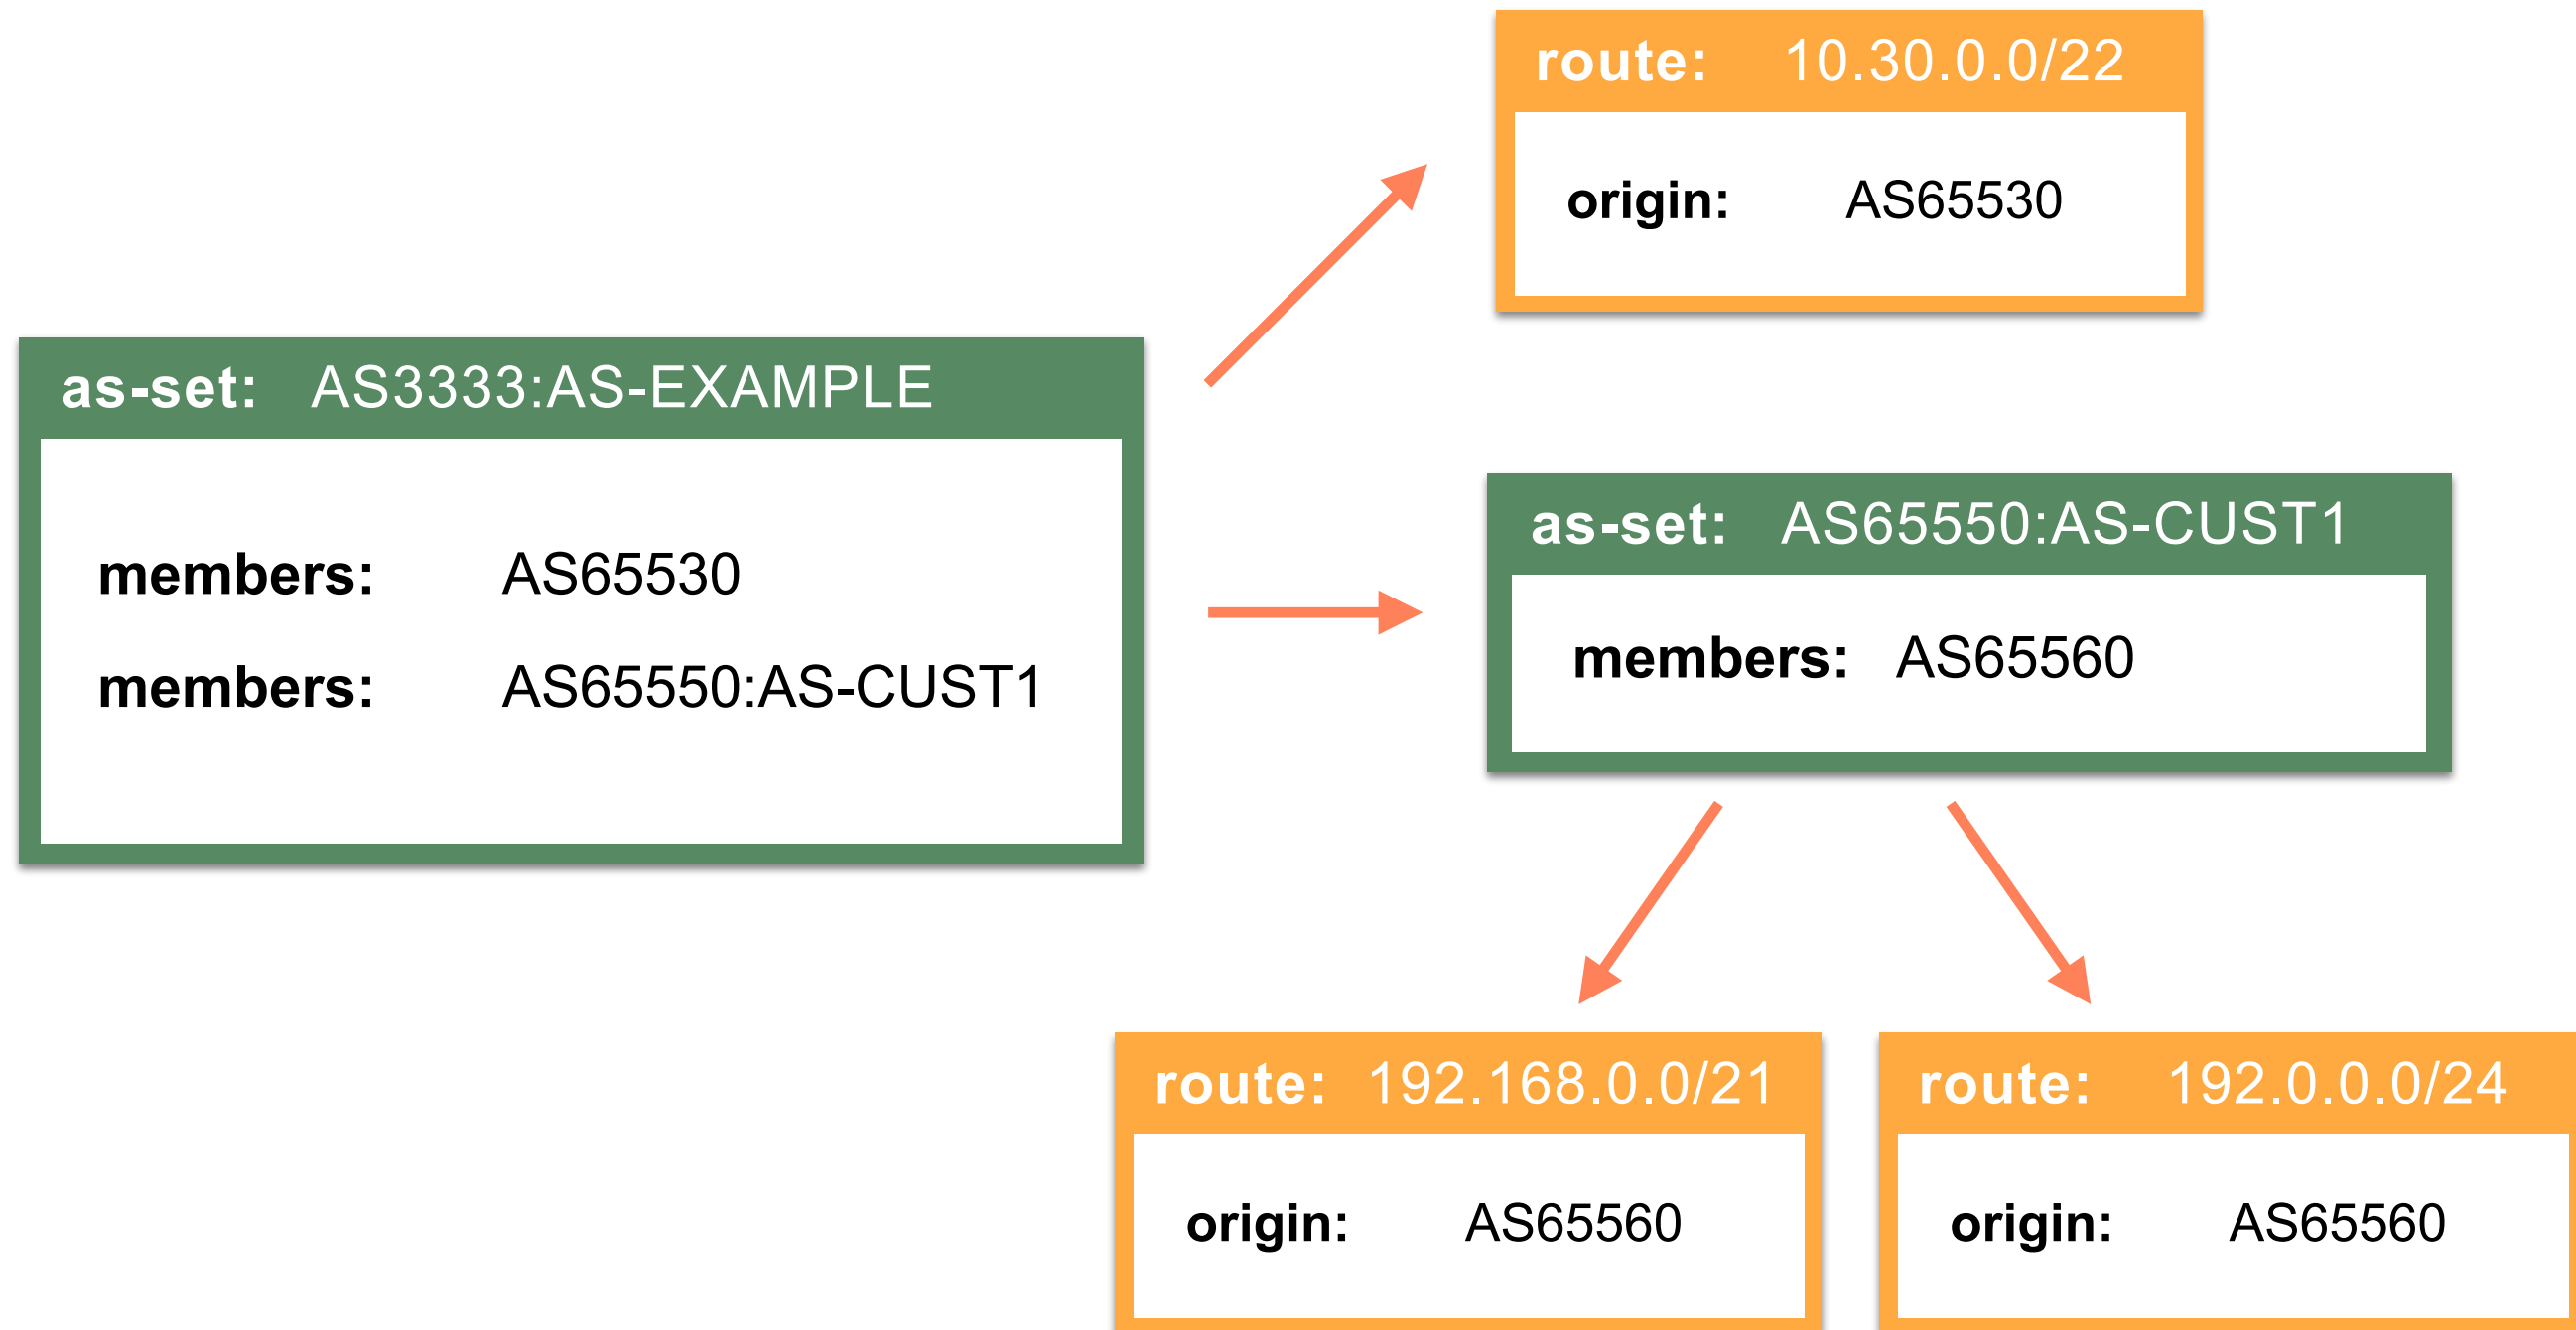 route: 10.30.0.0/22
origin: AS65530
as-set: AS3333:AS-EXAMPLE
members: AS65530
members: AS65550:AS-CUST1
as-set: AS65550:AS-CUST1
members: AS65560
route: 192.168.0.0/21
origin: AS65560
route: 192.0.0.0/24
origin: AS65560